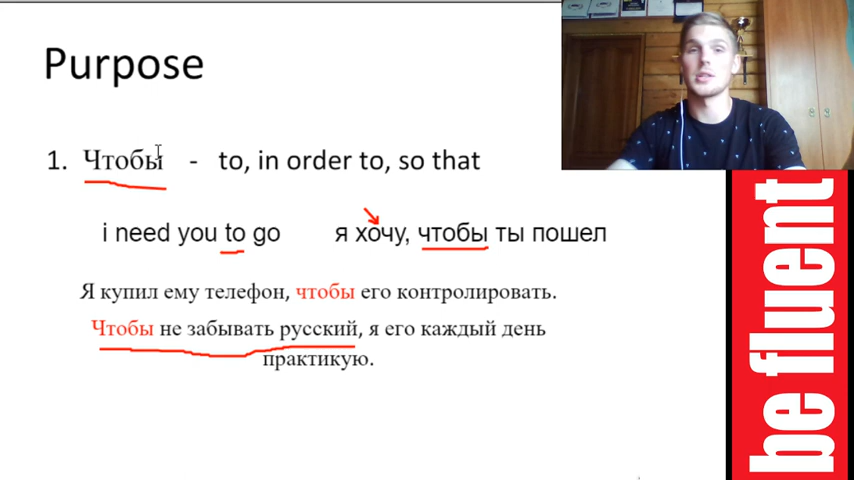 Purpose
1. Чтобы - to, in order to, so that
i need you to go я хочу, чтобы ты пошел
Я купил ему телефон, чтобы его контролировать.
Чтобы не забывать русский, я его каждый день
практикую.
be fluent